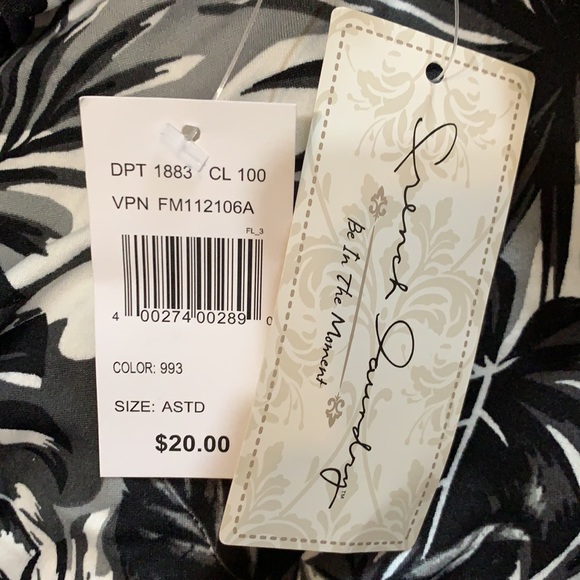 DPT 1883 CL 100
VPN FM112106A
FL_3
4 00274 00289 0
COLOR: 993
SIZE: ASTD
$20.00
French Laundry™
Be In The Moment